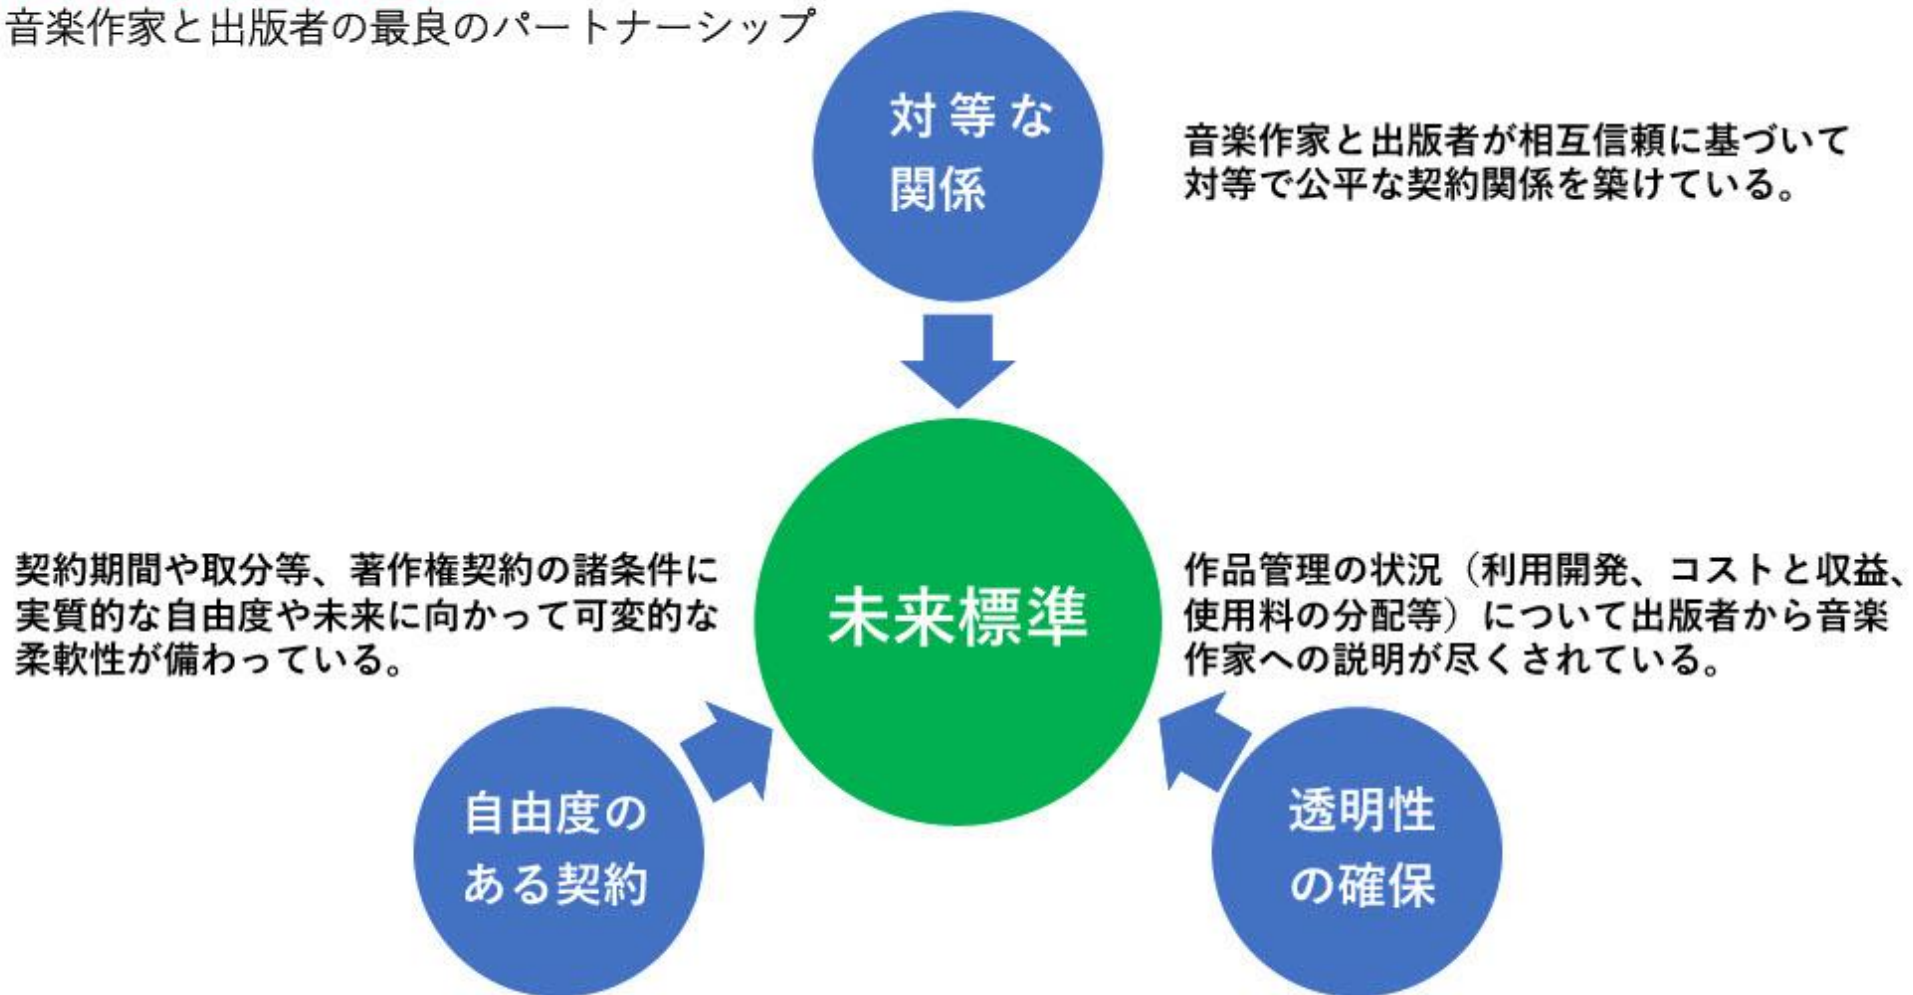 音楽作家と出版者の最良のパートナーシップ
対等な
関係
音楽作家と出版者が相互信頼に基づいて
対等で公平な契約関係を築けている。
未来標準
契約期間や取分等、著作権契約の諸条件に
実質的な自由度や未来に向かって可変的な
柔軟性が備わっている。
作品管理の状況（利用開発、コストと収益、
使用料の分配等）について出版者から音楽
作家への説明が尽くされている。
自由度の
ある契約
透明性
の確保